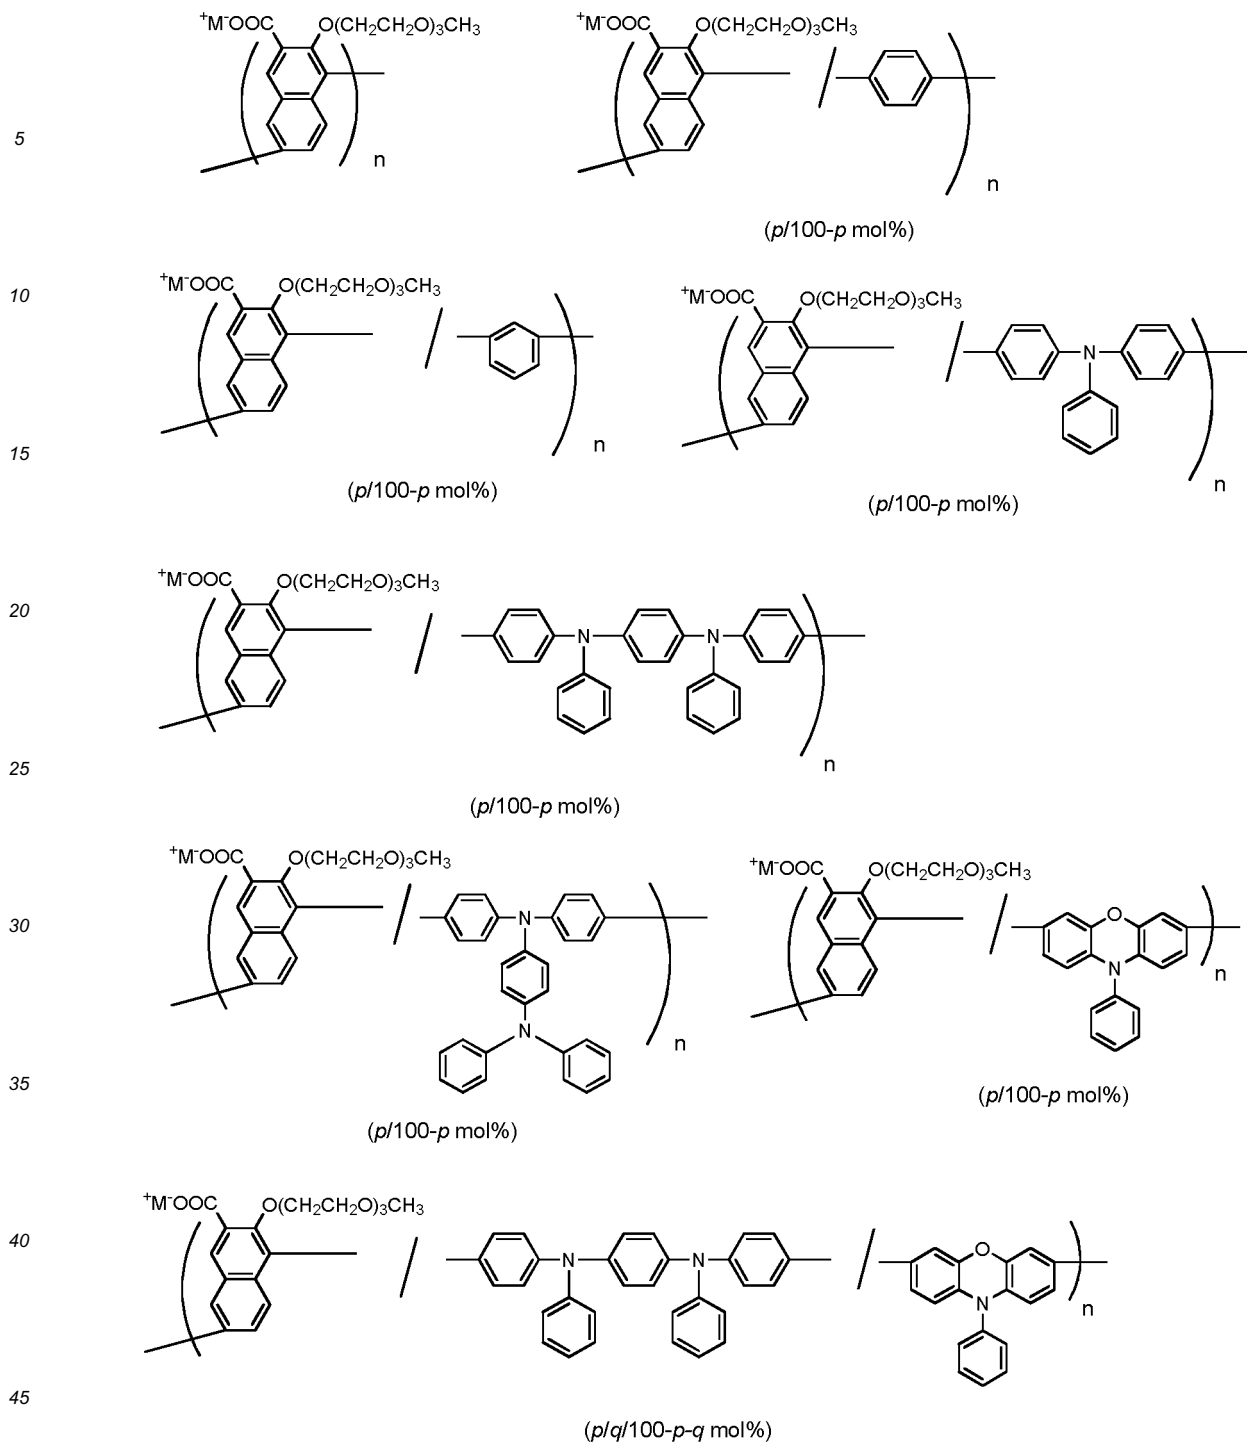 +M-OOC O(CH2CH2O)3CH3 +M-OOC O(CH2CH2O)3CH3
5
n n
(p/100-p mol%)
+M-OOC O(CH2CH2O)3CH3 +M-OOC O(CH2CH2O)3CH3
10
N
15
n n
(p/100-p mol%) (p/100-p mol%)
+M-OOC O(CH2CH2O)3CH3
20
N N
25
n
(p/100-p mol%)
+M-OOC O(CH2CH2O)3CH3 +M-OOC O(CH2CH2O)3CH3
30
N O
N n
N n
35
(p/100-p mol%)
(p/100-p mol%)
+M-OOC O(CH2CH2O)3CH3
40
N N O
N n
45
(p/q/100-p-q mol%)